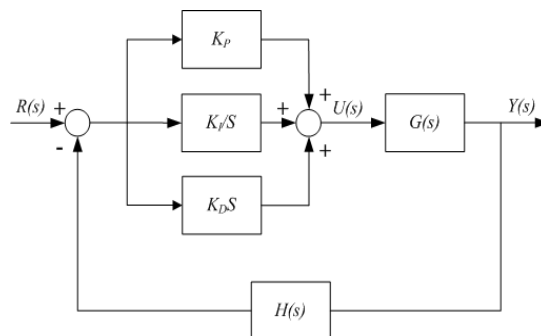 K_P
R(s) + K_I/S + + U(s) G(s) Y(s)
- +
K_D S
H(s)